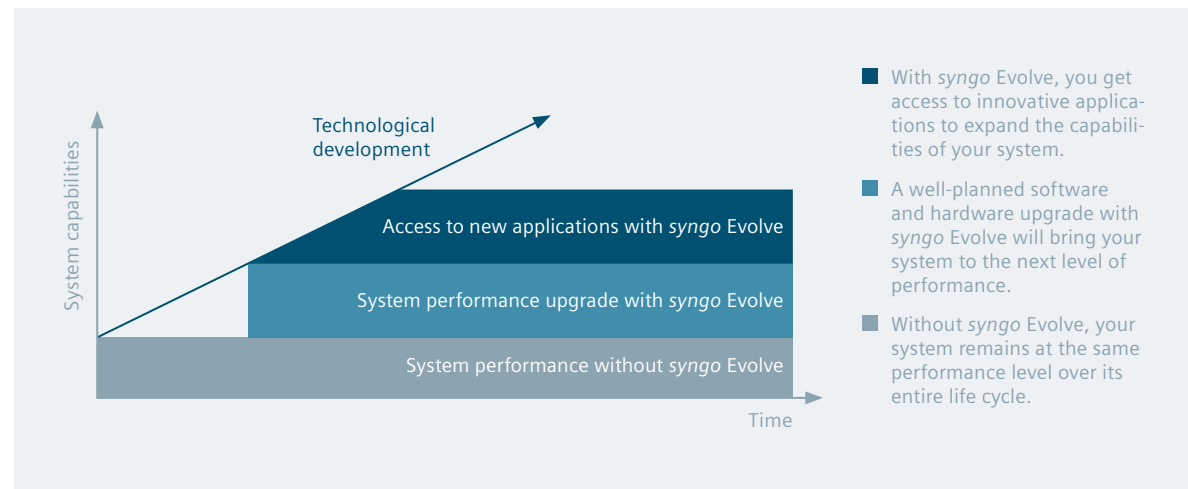 Technological
development
System capabilities
Access to new applications with syngo Evolve
System performance upgrade with syngo Evolve
System performance without syngo Evolve
Time
With syngo Evolve, you get
access to innovative applica-
tions to expand the capabili-
ties of your system.
A well-planned software
and hardware upgrade with
syngo Evolve will bring your
system to the next level of
performance.
Without syngo Evolve, your
system remains at the same
performance level over its
entire life cycle.